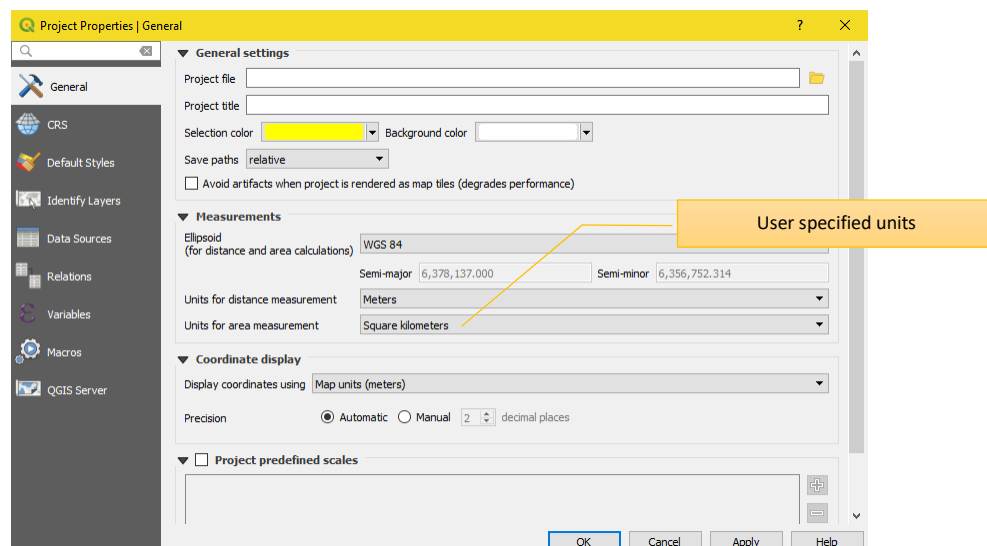 Project Properties | General
?
General
CRS
Default Styles
Identify Layers
Data Sources
Relations
Variables
Macros
QGIS Server
General settings
Project file
Project title
Selection color Background color
Save paths relative
Avoid artifacts when project is rendered as map tiles (degrades performance)
Measurements
User specified units
Ellipsoid
(for distance and area calculations) WGS 84
Semi-major 6,378,137.000 Semi-minor 6,356,752.314
Units for distance measurement Meters
Units for area measurement Square kilometers
Coordinate display
Display coordinates using Map units (meters)
Precision Automatic Manual 2 decimal places
Project predefined scales
OK Cancel Apply Help